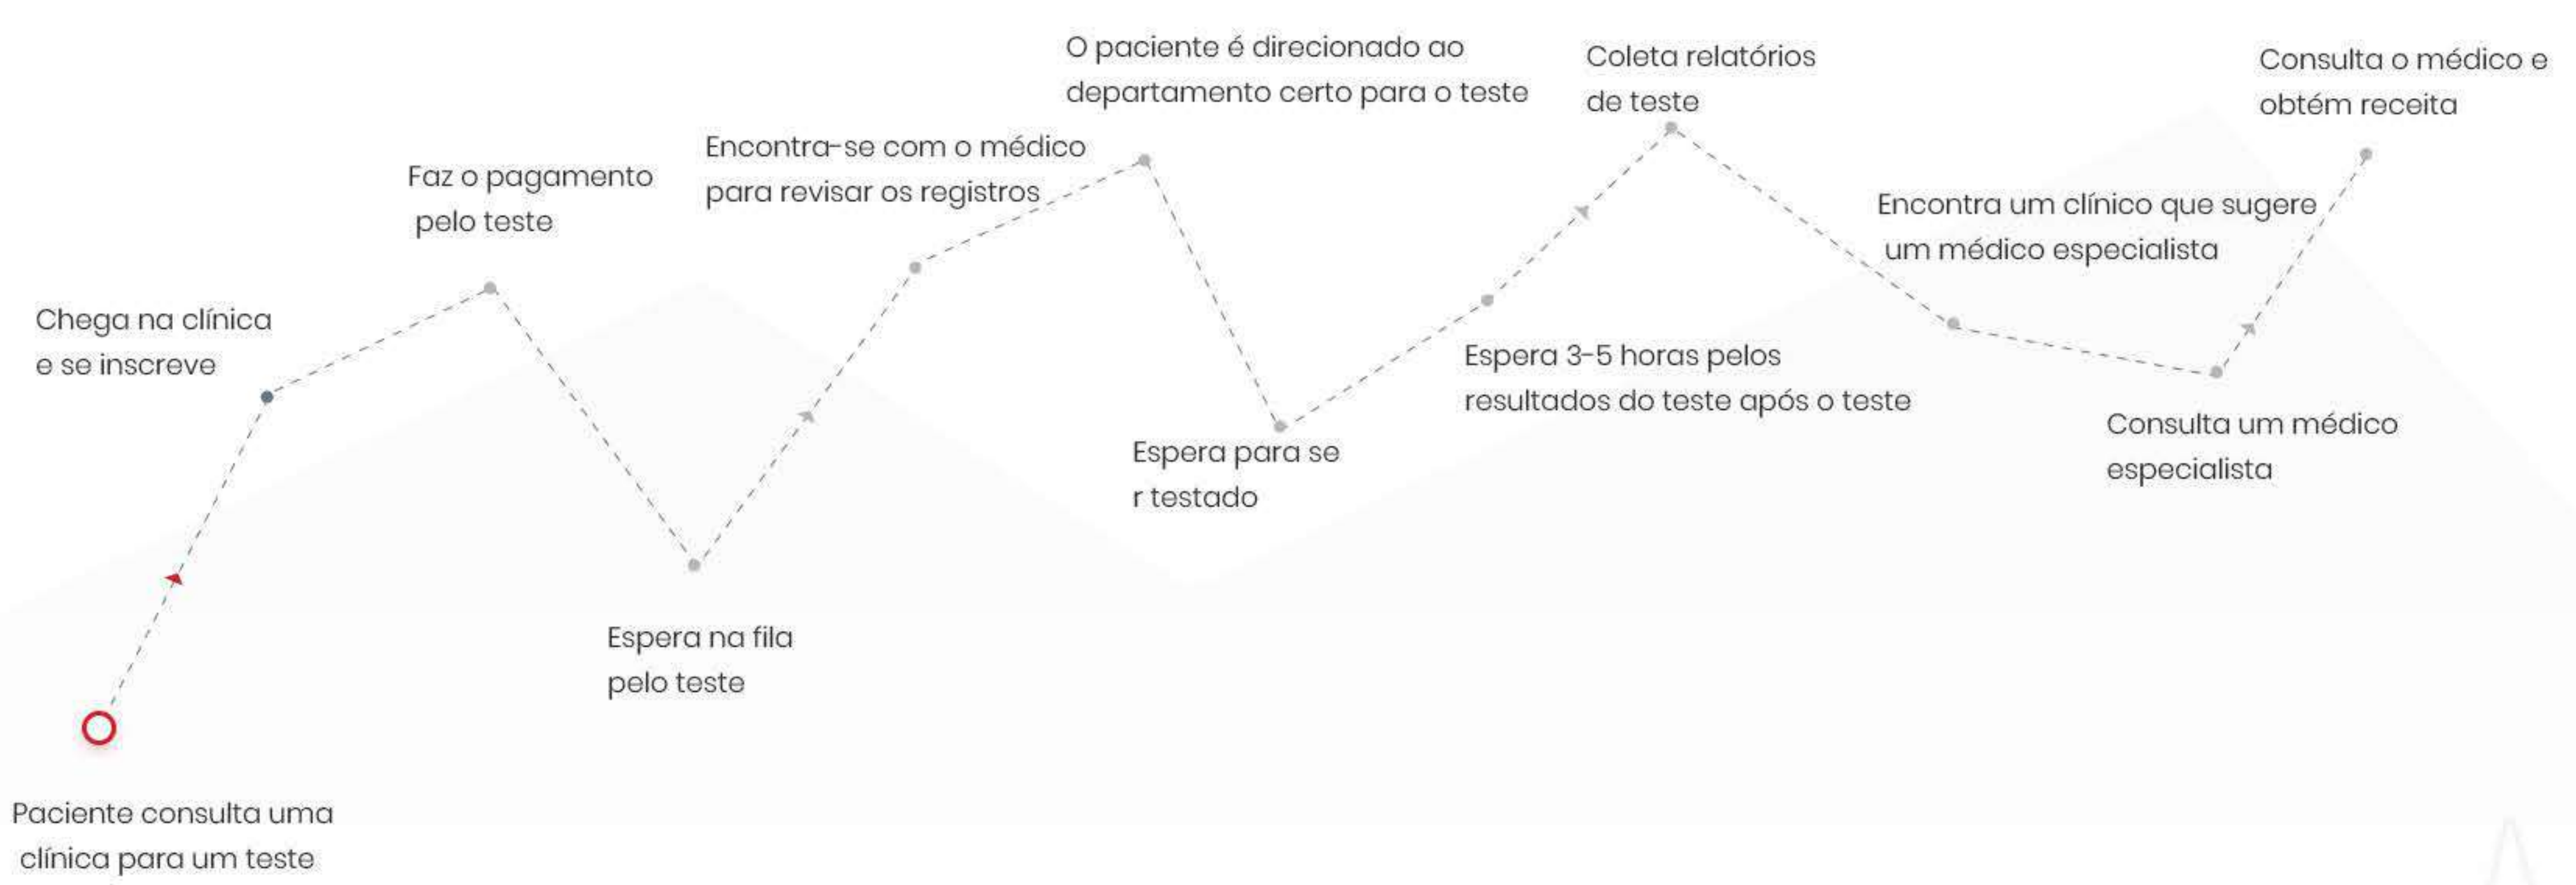 Paciente consulta uma
clínica para um teste
Chega na clínica
e se inscreve
Faz o pagamento
pelo teste
Espera na fila
pelo teste
Encontra-se com o médico
para revisar os registros
O paciente é direcionado ao
departamento certo para o teste
Espera para se
r testado
Espera 3-5 horas pelos
resultados do teste após o teste
Coleta relatórios
de teste
Encontra um clínico que sugere
um médico especialista
Consulta um médico
especialista
Consulta o médico e
obtém receita